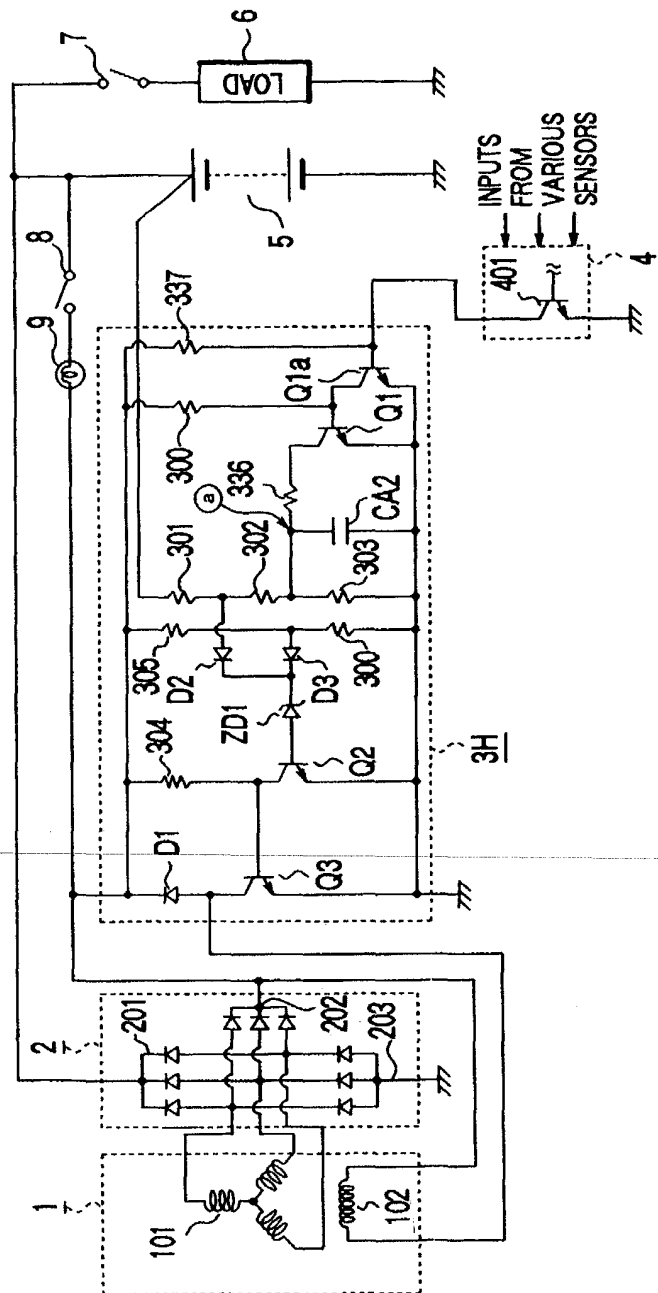 1
101
102
2
201
202
203
9
8
7
6
LOAD
5
D1
304
305
301
D2
302
a
336
300
337
Q1a
Q1
ZD1
D3
300
303
CA2
Q2
Q3
3H
401
4
INPUTS
FROM
VARIOUS
SENSORS